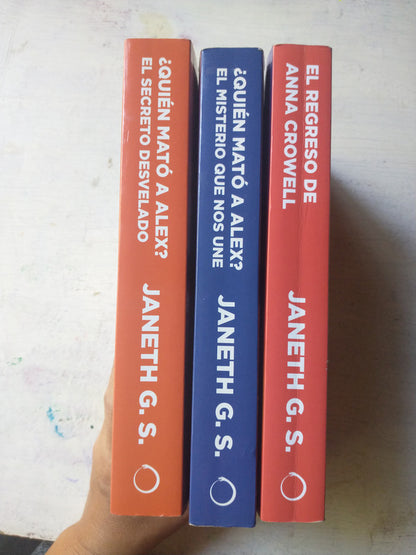 ¿QUIÉN MATÓ A ALEX?
EL SECRETO DESVELADO
JANETH G. S.
¿QUIÉN MATÓ A ALEX?
EL MISTERIO QUE NOS UNE
JANETH G. S.
EL REGRESO DE
ANNA CROWELL
JANETH G. S.